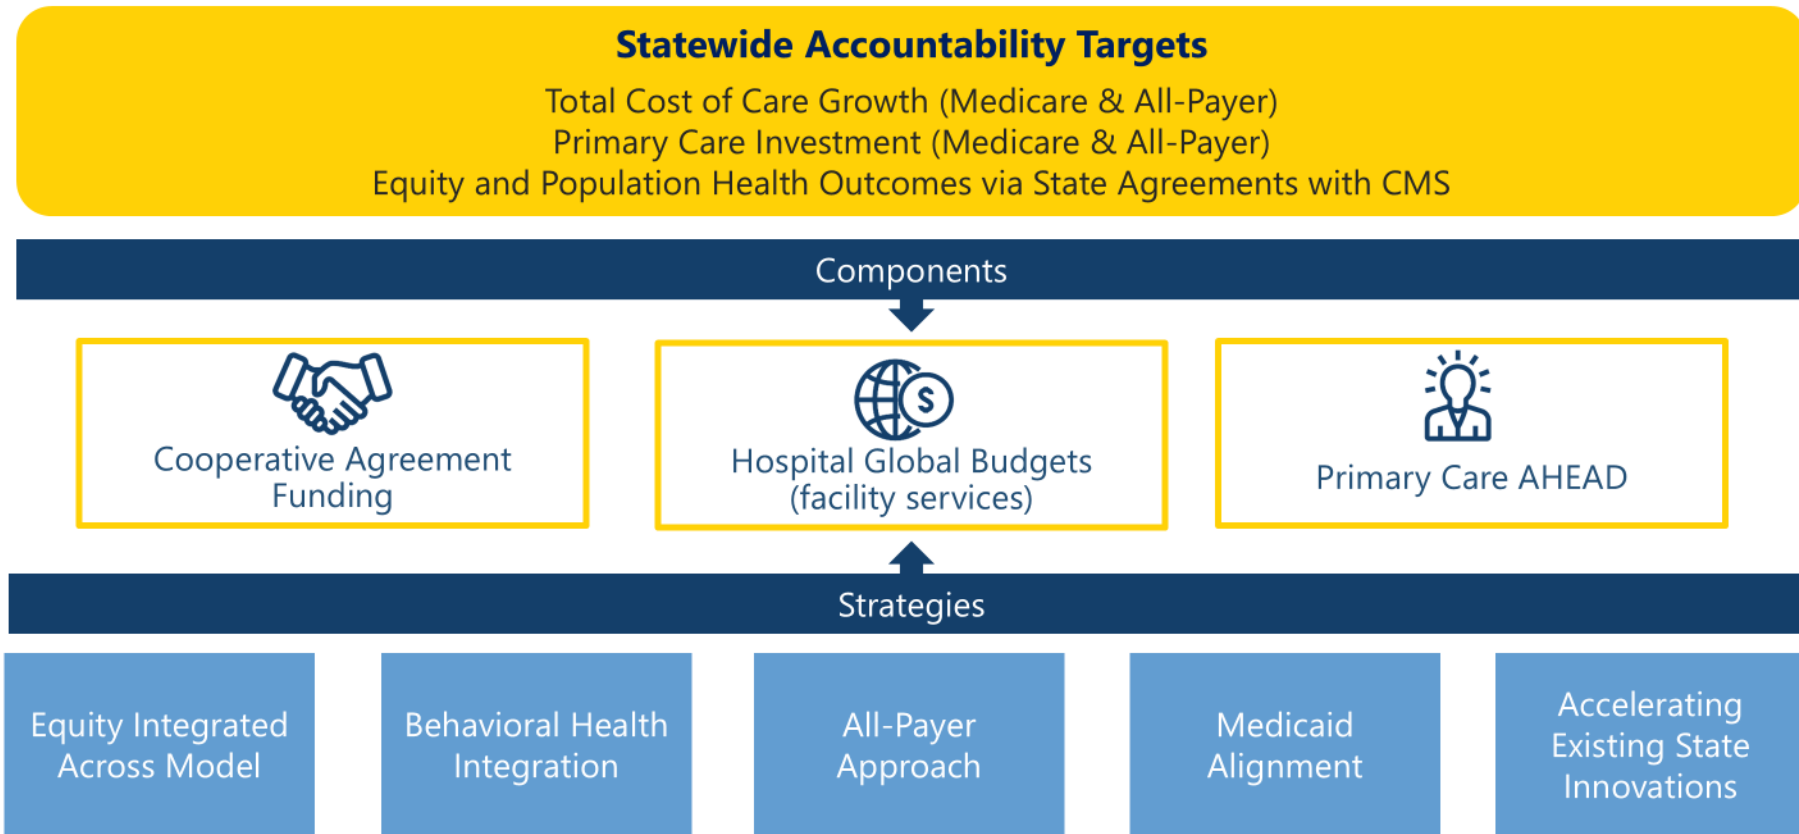 Statewide Accountability Targets
Total Cost of Care Growth (Medicare & All-Payer)
Primary Care Investment (Medicare & All-Payer)
Equity and Population Health Outcomes via State Agreements with CMS
Components
Cooperative Agreement
Funding
$
Hospital Global Budgets
(facility services)
Primary Care AHEAD
Strategies
Equity Integrated
Across Model
Behavioral Health
Integration
All-Payer
Approach
Medicaid
Alignment
Accelerating
Existing State
Innovations